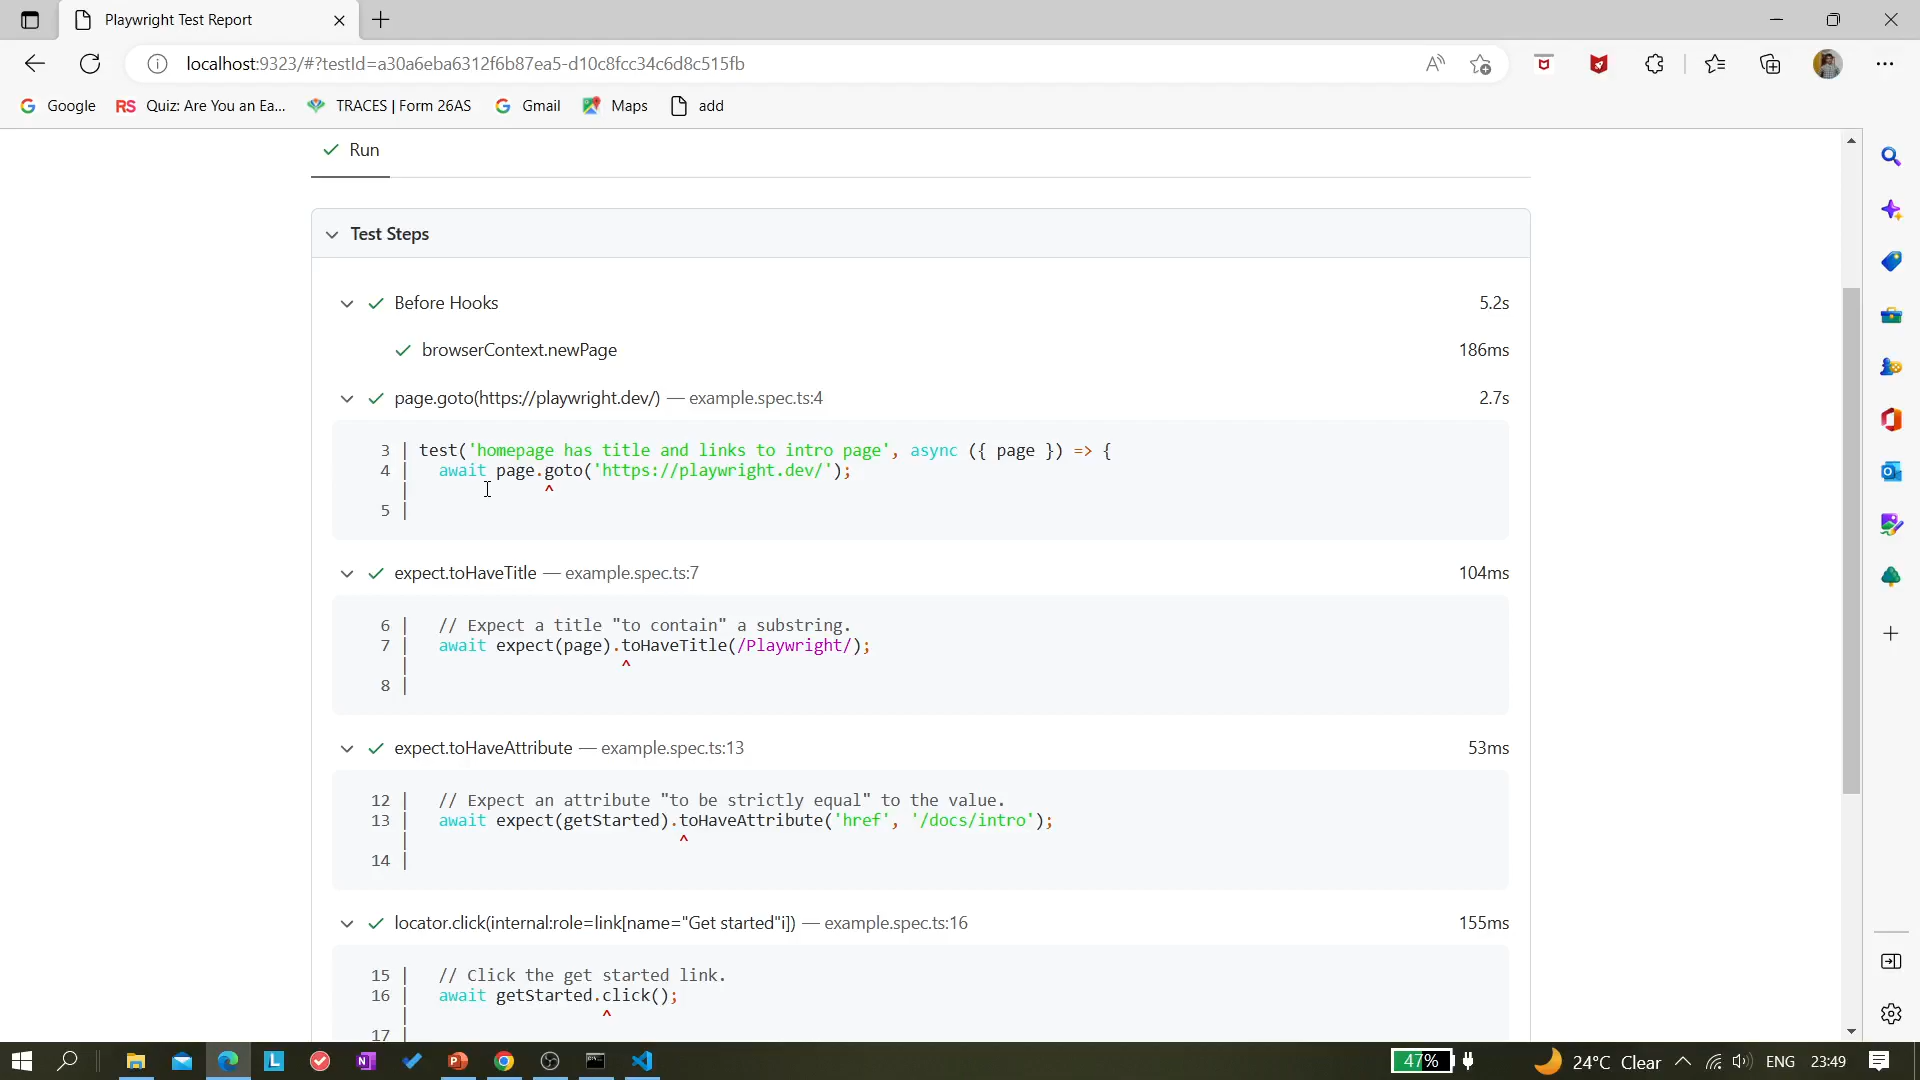 Playwright Test Report
localhost:9323/#?testId=a30a6eba6312f6b87ea5-d10c8fcc34c6d8c515fb
Google RS Quiz: Are You an Ea... TRACES | Form 26AS Gmail Maps add
Run
Test Steps
Before Hooks 5.2s
browserContext.newPage 186ms
page.goto(https://playwright.dev/) — example.spec.ts:4 2.7s
3 | test('homepage has title and links to intro page', async ({ page }) => {
4 | await page.goto('https://playwright.dev/');
| ^
5 |
expect.toHaveTitle — example.spec.ts:7 104ms
6 | // Expect a title "to contain" a substring.
7 | await expect(page).toHaveTitle(/Playwright/);
| ^
8 |
expect.toHaveAttribute — example.spec.ts:13 53ms
12 | // Expect an attribute "to be strictly equal" to the value.
13 | await expect(getStarted).toHaveAttribute('href', '/docs/intro');
| ^
14 |
locator.click(internal:role=link[name="Get started"i]) — example.spec.ts:16 155ms
15 | // Click the get started link.
16 | await getStarted.click();
| ^
17 |
47% 24°C Clear ENG 23:49